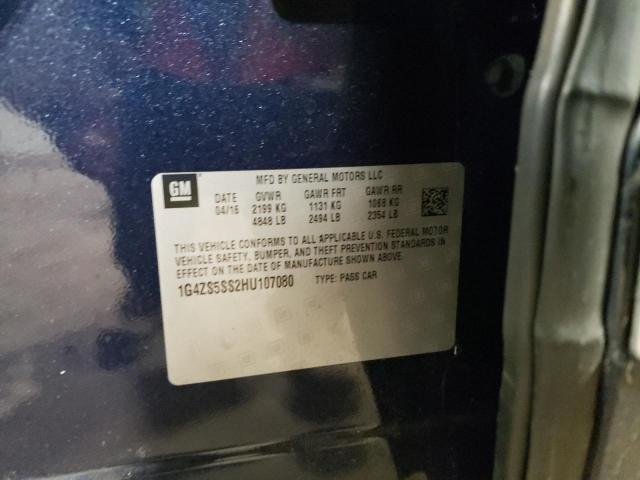 GM
MFD BY GENERAL MOTORS LLC
DATE GVWR GAWR FRT GAWR RR
04/16 2199 KG 1131 KG 1068 KG
4848 LB 2494 LB 2354 LB
THIS VEHICLE CONFORMS TO ALL APPLICABLE U.S. FEDERAL MOTOR
VEHICLE SAFETY, BUMPER, AND THEFT PREVENTION STANDARDS IN
EFFECT ON THE DATE OF MANUFACTURE SHOWN ABOVE.
1G4ZS5SS2HU107080 TYPE: PASS CAR